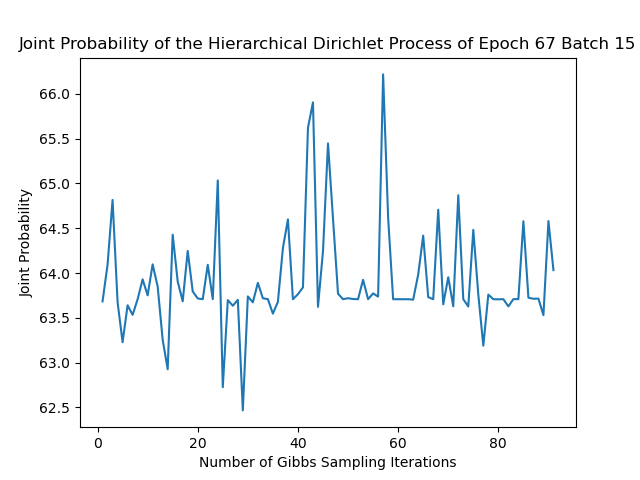 Joint Probability of the Hierarchical Dirichlet Process of Epoch 67 Batch 15
66.0
65.5
65.0
64.5
64.0
63.5
63.0
62.5
Joint Probability
0 20 40 60 80
Number of Gibbs Sampling Iterations